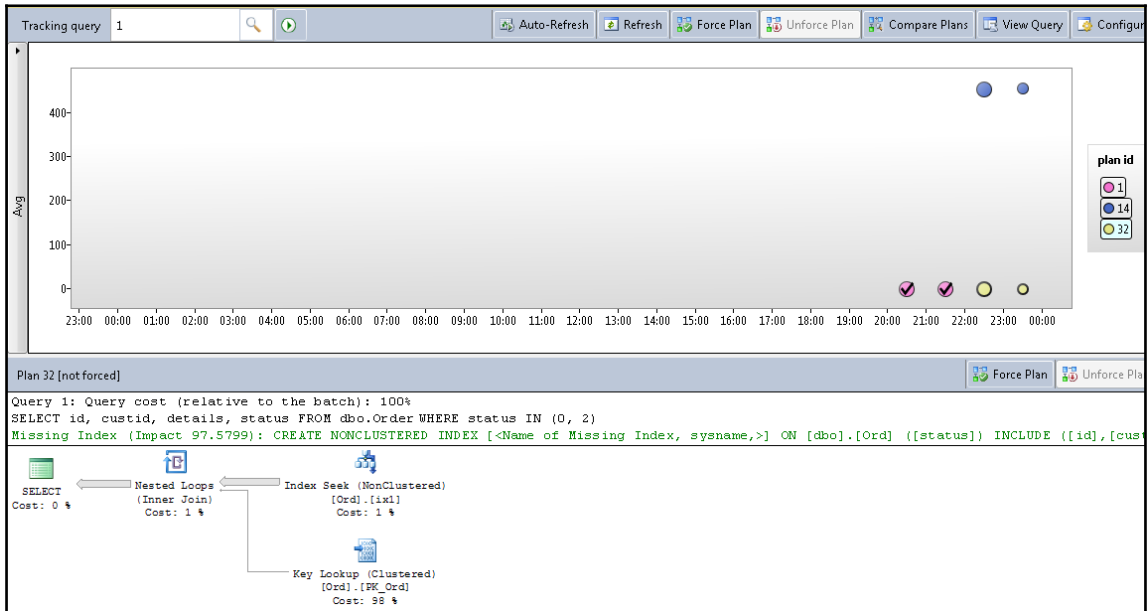 Tracking query 1 Auto-Refresh Refresh Force Plan Unforce Plan Compare Plans View Query Configur
Avg
400
300
200
100
0
23:00 00:00 01:00 02:00 03:00 04:00 05:00 06:00 07:00 08:00 09:00 10:00 11:00 12:00 13:00 14:00 15:00 16:00 17:00 18:00 19:00 20:00 21:00 22:00 23:00 00:00
plan id
1
14
32
Plan 32 [not forced] Force Plan Unforce Pla
Query 1: Query cost (relative to the batch): 100%
SELECT id, custid, details, status FROM dbo.Order WHERE status IN (0, 2)
Missing Index (Impact 97.5799): CREATE NONCLUSTERED INDEX [<Name of Missing Index, sysname,>] ON [dbo].[Ord] ([status]) INCLUDE ([id],[cust
SELECT
Cost: 0 %
Nested Loops
(Inner Join)
Cost: 1 %
Index Seek (NonClustered)
[Ord].[ix1]
Cost: 1 %
Key Lookup (Clustered)
[Ord].[PK_Ord]
Cost: 98 %